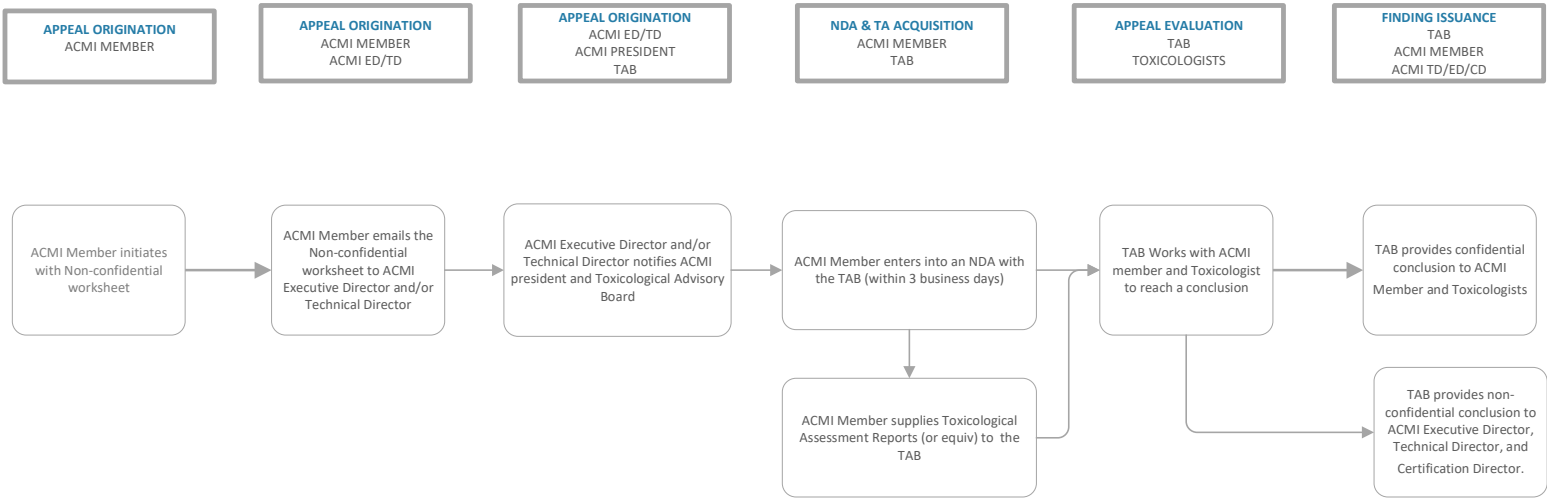 APPEAL ORIGINATION
ACMI MEMBER
APPEAL ORIGINATION
ACMI MEMBER
ACMI ED/TD
APPEAL ORIGINATION
ACMI ED/TD
ACMI PRESIDENT
TAB
NDA & TA ACQUISITION
ACMI MEMBER
TAB
APPEAL EVALUATION
TAB
TOXICOLOGISTS
FINDING ISSUANCE
TAB
ACMI MEMBER
ACMI TD/ED/CD
ACMI Member initiates
with Non-confidential
worksheet
ACMI Member emails the
Non-confidential
worksheet to ACMI
Executive Director and/or
Technical Director
ACMI Executive Director and/or
Technical Director notifies ACMI
president and Toxicological Advisory
Board
ACMI Member enters into an NDA with
the TAB (within 3 business days)
ACMI Member supplies Toxicological
Assessment Reports (or equiv) to the
TAB
TAB Works with ACMI
member and Toxicologist
to reach a conclusion
TAB provides confidential
conclusion to ACMI
Member and Toxicologists
TAB provides non-
confidential conclusion to
ACMI Executive Director,
Technical Director, and
Certification Director.